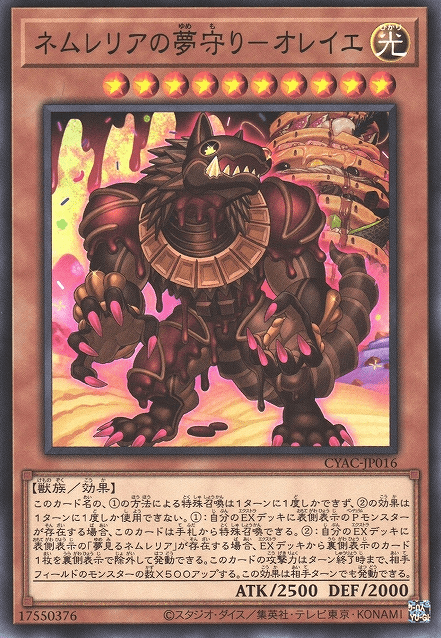 ネムレリアの夢守り－オレイエ
光
CYAC-JP016
【獣族／効果】
このカード名の、①の方法による特殊召喚は1ターンに1度しかできず、②の効果は
1ターンに1度しか使用できない。①：自分のEXデッキに表側表示のPモンスター
が存在する場合、このカードは手札から特殊召喚できる。②：自分のEXデッキに
表側表示の「夢見るネムレリア」が存在する場合、EXデッキから裏側表示のカード
1枚を裏側表示で除外して発動できる。このカードの攻撃力はターン終了時まで、相手
フィールドのモンスターの数×500アップする。この効果は相手ターンでも発動できる。
ATK/2500 DEF/2000
17550376 ©スタジオ・ダイス／集英社・テレビ東京・KONAMI